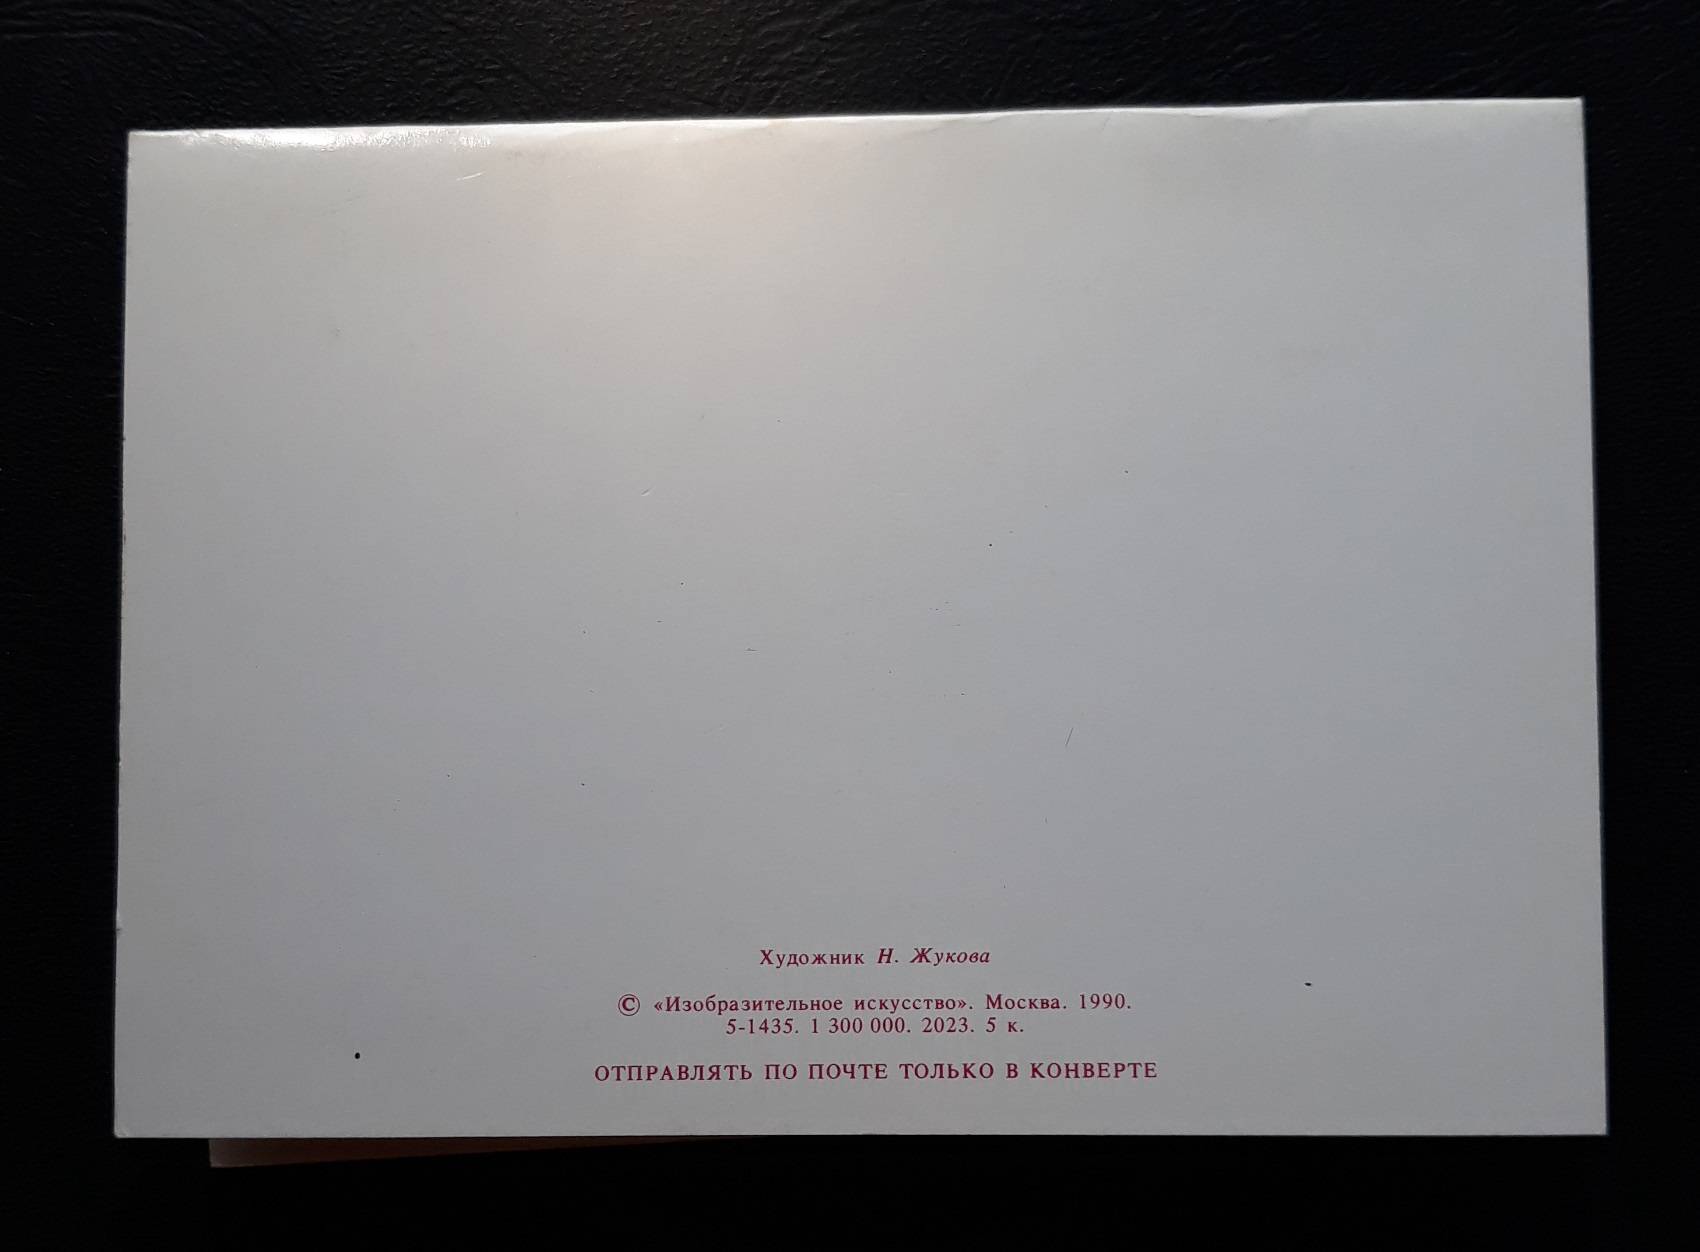 Художник Н. Жукова
© «Изобразительное искусство». Москва. 1990.
5-1435. 1 300 000. 2023. 5 к.
ОТПРАВЛЯТЬ ПО ПОЧТЕ ТОЛЬКО В КОНВЕРТЕ